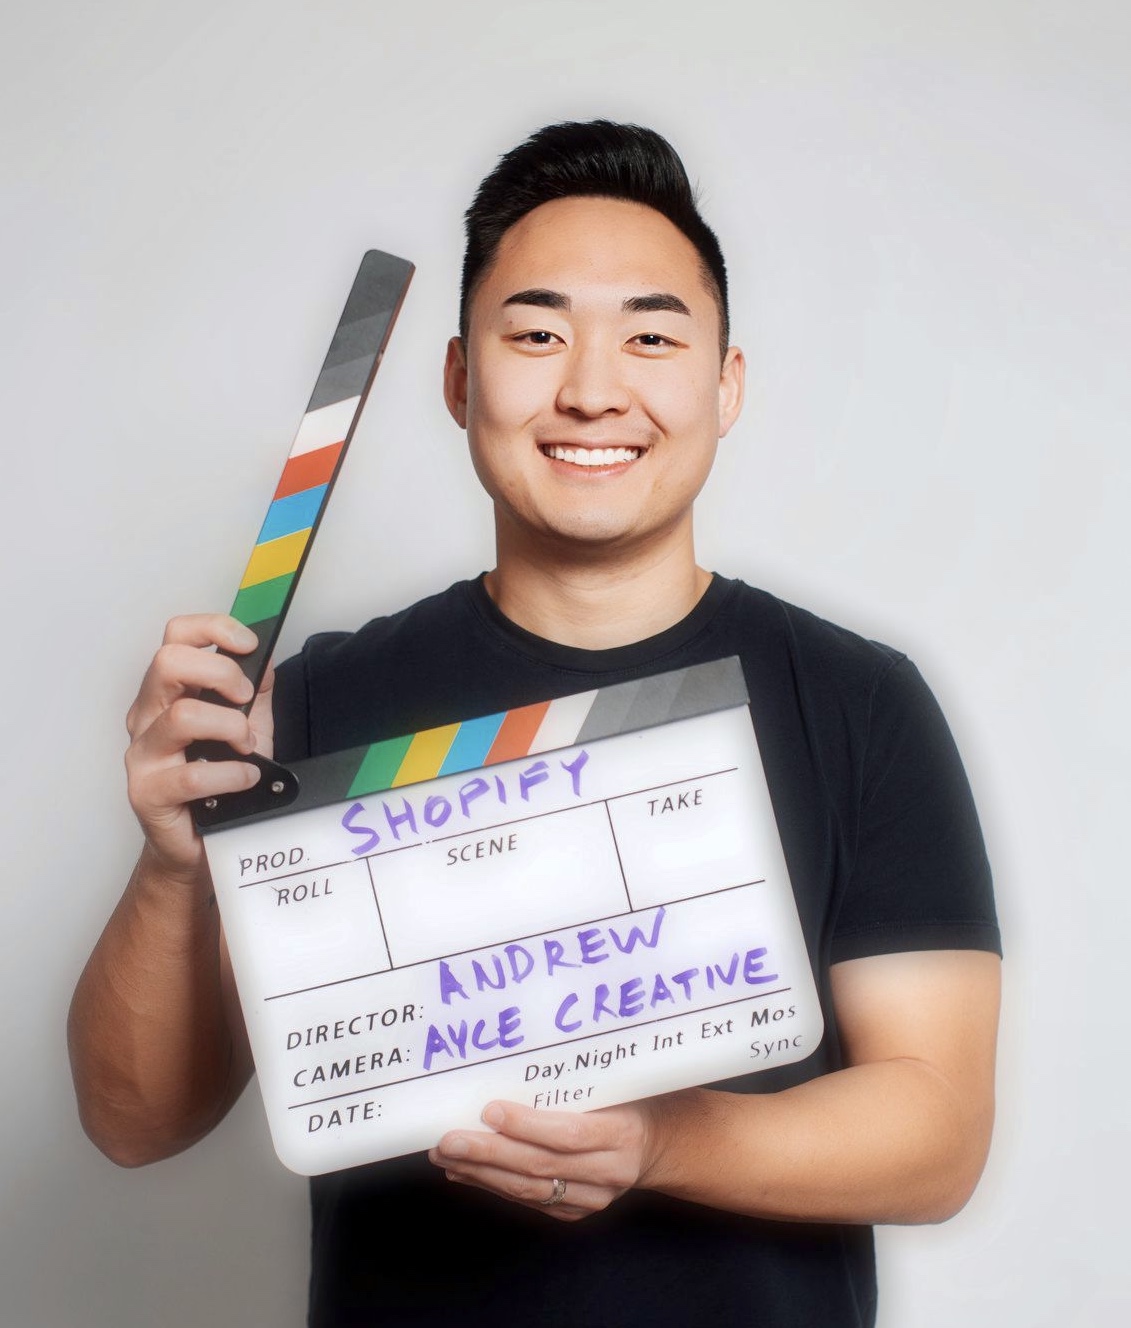 SHOPIFY
PROD.
ROLL SCENE TAKE
DIRECTOR: ANDREW
CAMERA: AYCE CREATIVE
DATE: Day.Night Int Ext Mos
Filter Sync